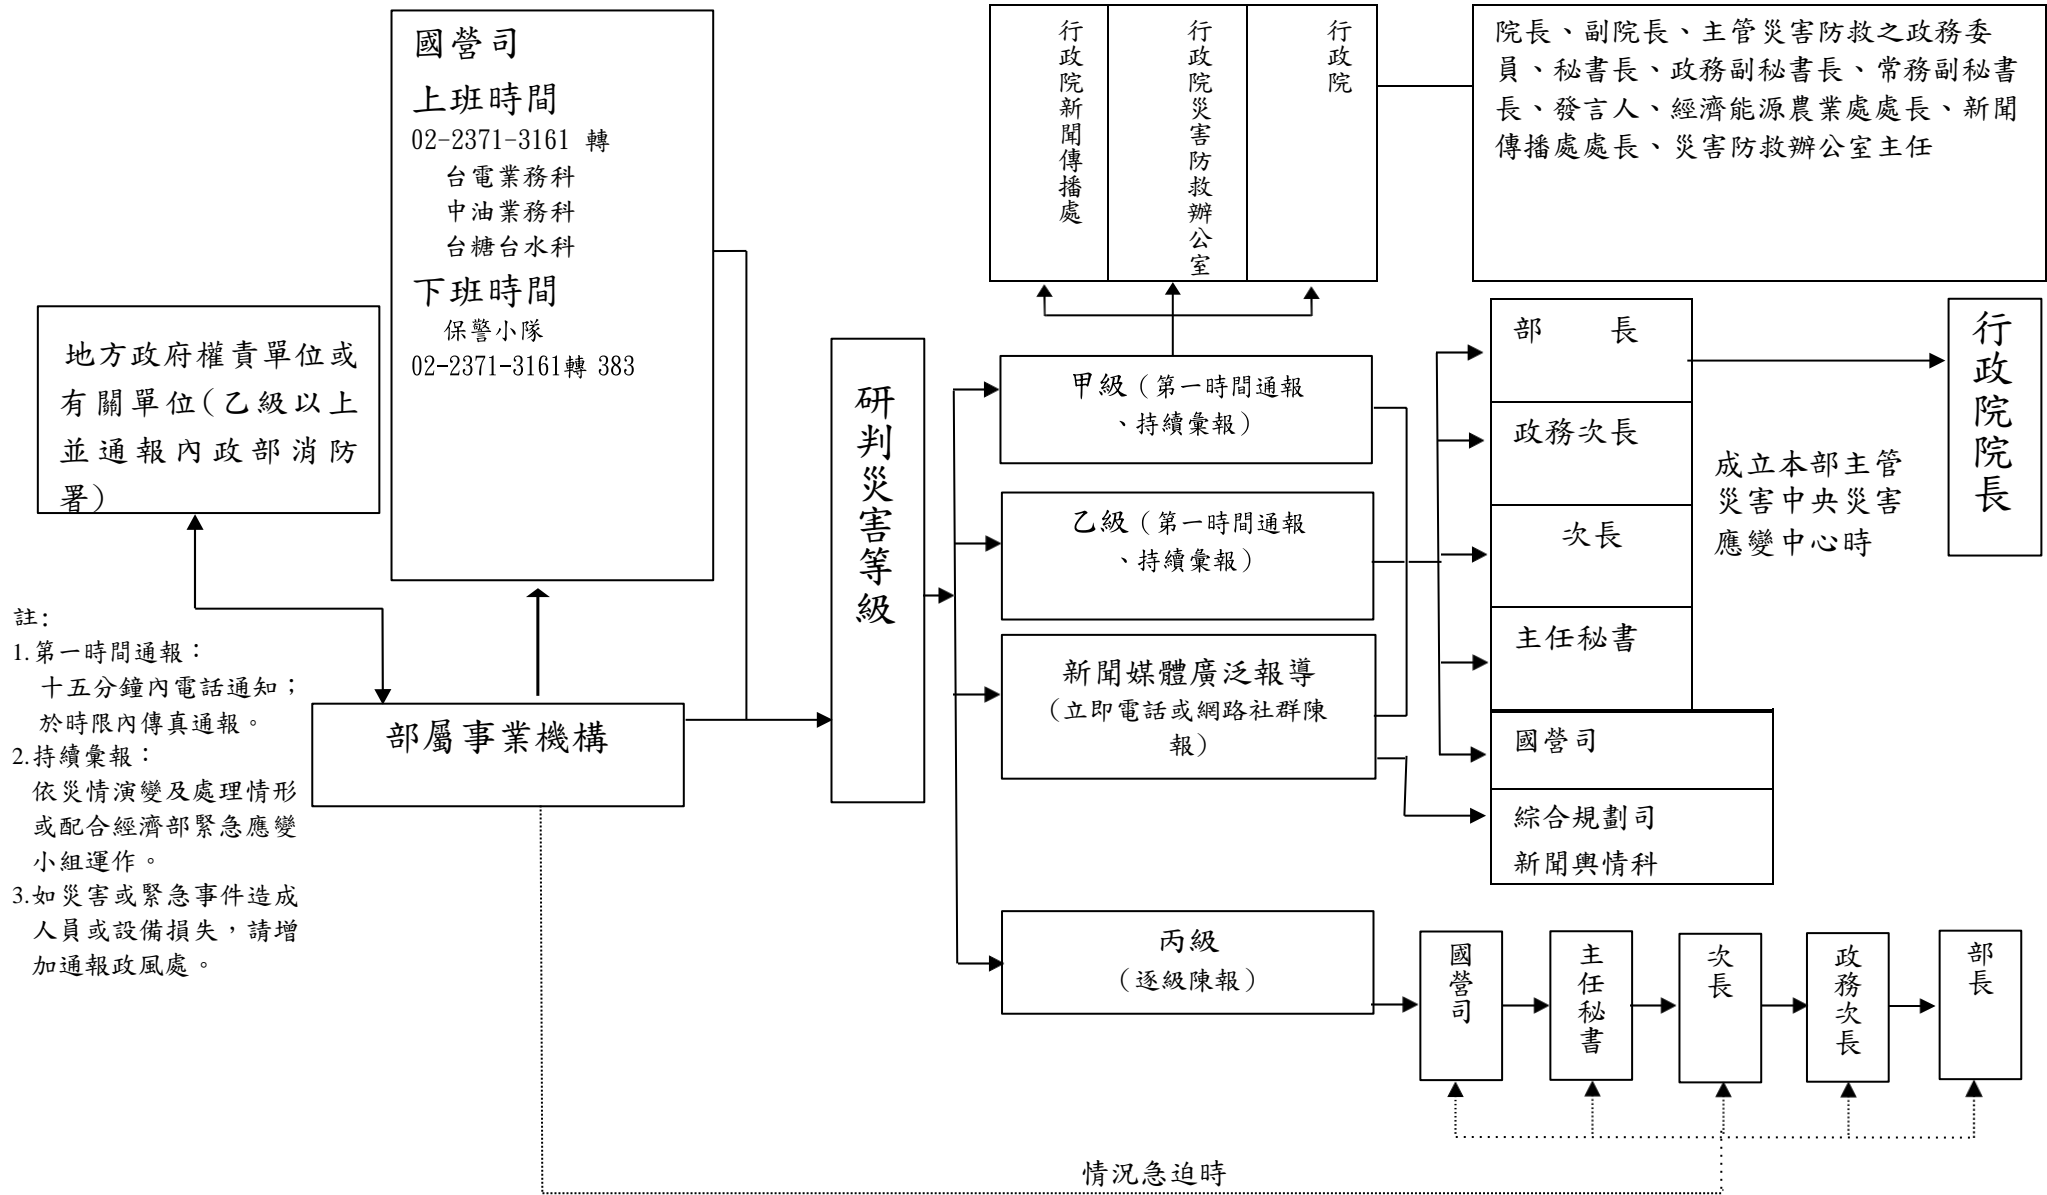 國營司
上班時間
02-2371-3161 轉
台電業務科
中油業務科
台糖台水科
下班時間
保警小隊
02-2371-3161轉 383
地方政府權責單位或
有關單位(乙級以上
並通報內政部消防
署)
註:
1.第一時間通報：
十五分鐘內電話通知；
於時限內傳真通報。
2.持續彙報：
依災情演變及處理情形
或配合經濟部緊急應變
小組運作。
3.如災害或緊急事件造成
人員或設備損失，請增
加通報政風處。
部屬事業機構
研判災害等級
行政院新聞傳播處
行政院災害防救辦公室
行政院
院長、副院長、主管災害防救之政務委
員、秘書長、政務副秘書長、常務副秘書
長、發言人、經濟能源農業處處長、新聞
傳播處處長、災害防救辦公室主任
甲級（第一時間通報
、持續彙報）
乙級（第一時間通報
、持續彙報）
新聞媒體廣泛報導
（立即電話或網路社群陳
報）
丙級
（逐級陳報）
部 長
政務次長
次長
主任秘書
國營司
綜合規劃司
新聞輿情科
成立本部主管
災害中央災害
應變中心時
行政院院長
國營司
主任秘書
次長
政務次長
部長
情況急迫時